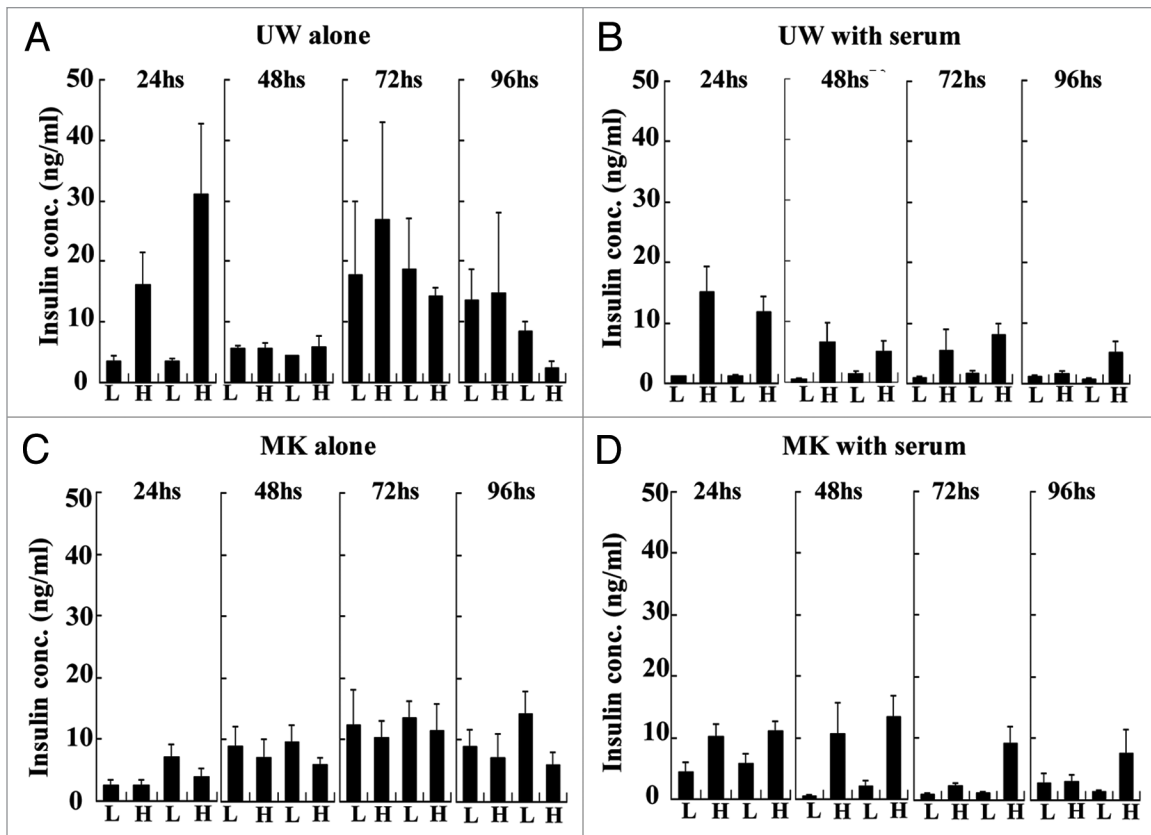 A
UW alone
24hs 48hs 72hs 96hs
Insulin conc. (ng/ml)
50
40
30
20
10
0
L H L H L H L H L H L H L H L H
B
UW with serum
24hs 48hs 72hs 96hs
Insulin conc. (ng/ml)
50
40
30
20
10
0
L H L H L H L H L H L H L H L H
C
MK alone
24hs 48hs 72hs 96hs
Insulin conc. (ng/ml)
50
40
30
20
10
0
L H L H L H L H L H L H L H L H
D
MK with serum
24hs 48hs 72hs 96hs
Insulin conc. (ng/ml)
50
40
30
20
10
0
L H L H L H L H L H L H L H L H